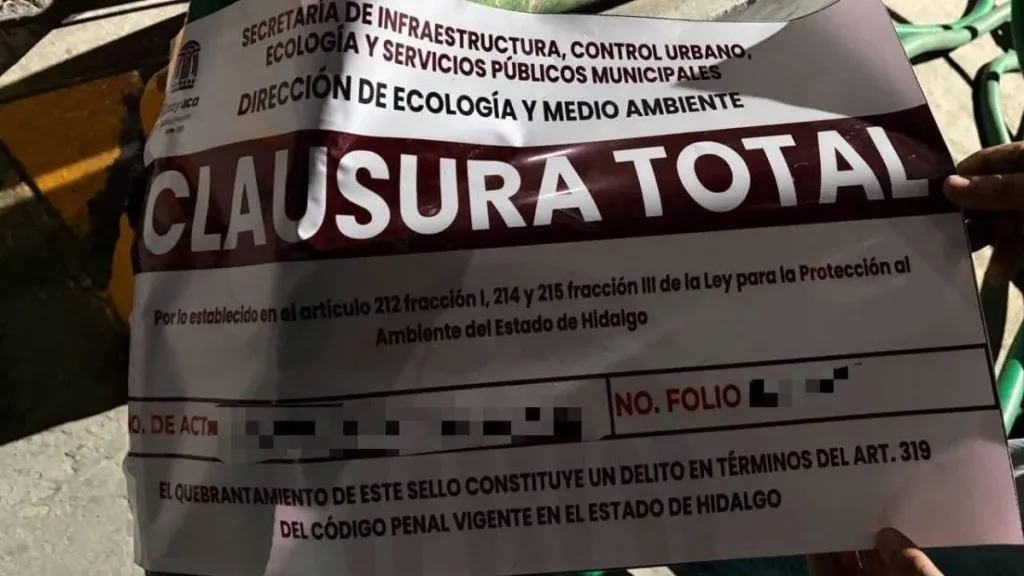 SECRETARÍA DE INFRAESTRUCTURA, CONTROL URBANO,
ECOLOGÍA Y SERVICIOS PÚBLICOS MUNICIPALES
DIRECCIÓN DE ECOLOGÍA Y MEDIO AMBIENTE
CLAUSURA TOTAL
Por lo establecido en el artículo 212 fracción I, 214 y 215 fracción III de la Ley para la Protección al
Ambiente del Estado de Hidalgo
DE ACTA
NO. FOLIO
EL QUEBRANTAMIENTO DE ESTE SELLO CONSTITUYE UN DELITO EN TÉRMINOS DEL ART. 319
DEL CÓDIGO PENAL VIGENTE EN EL ESTADO DE HIDALGO